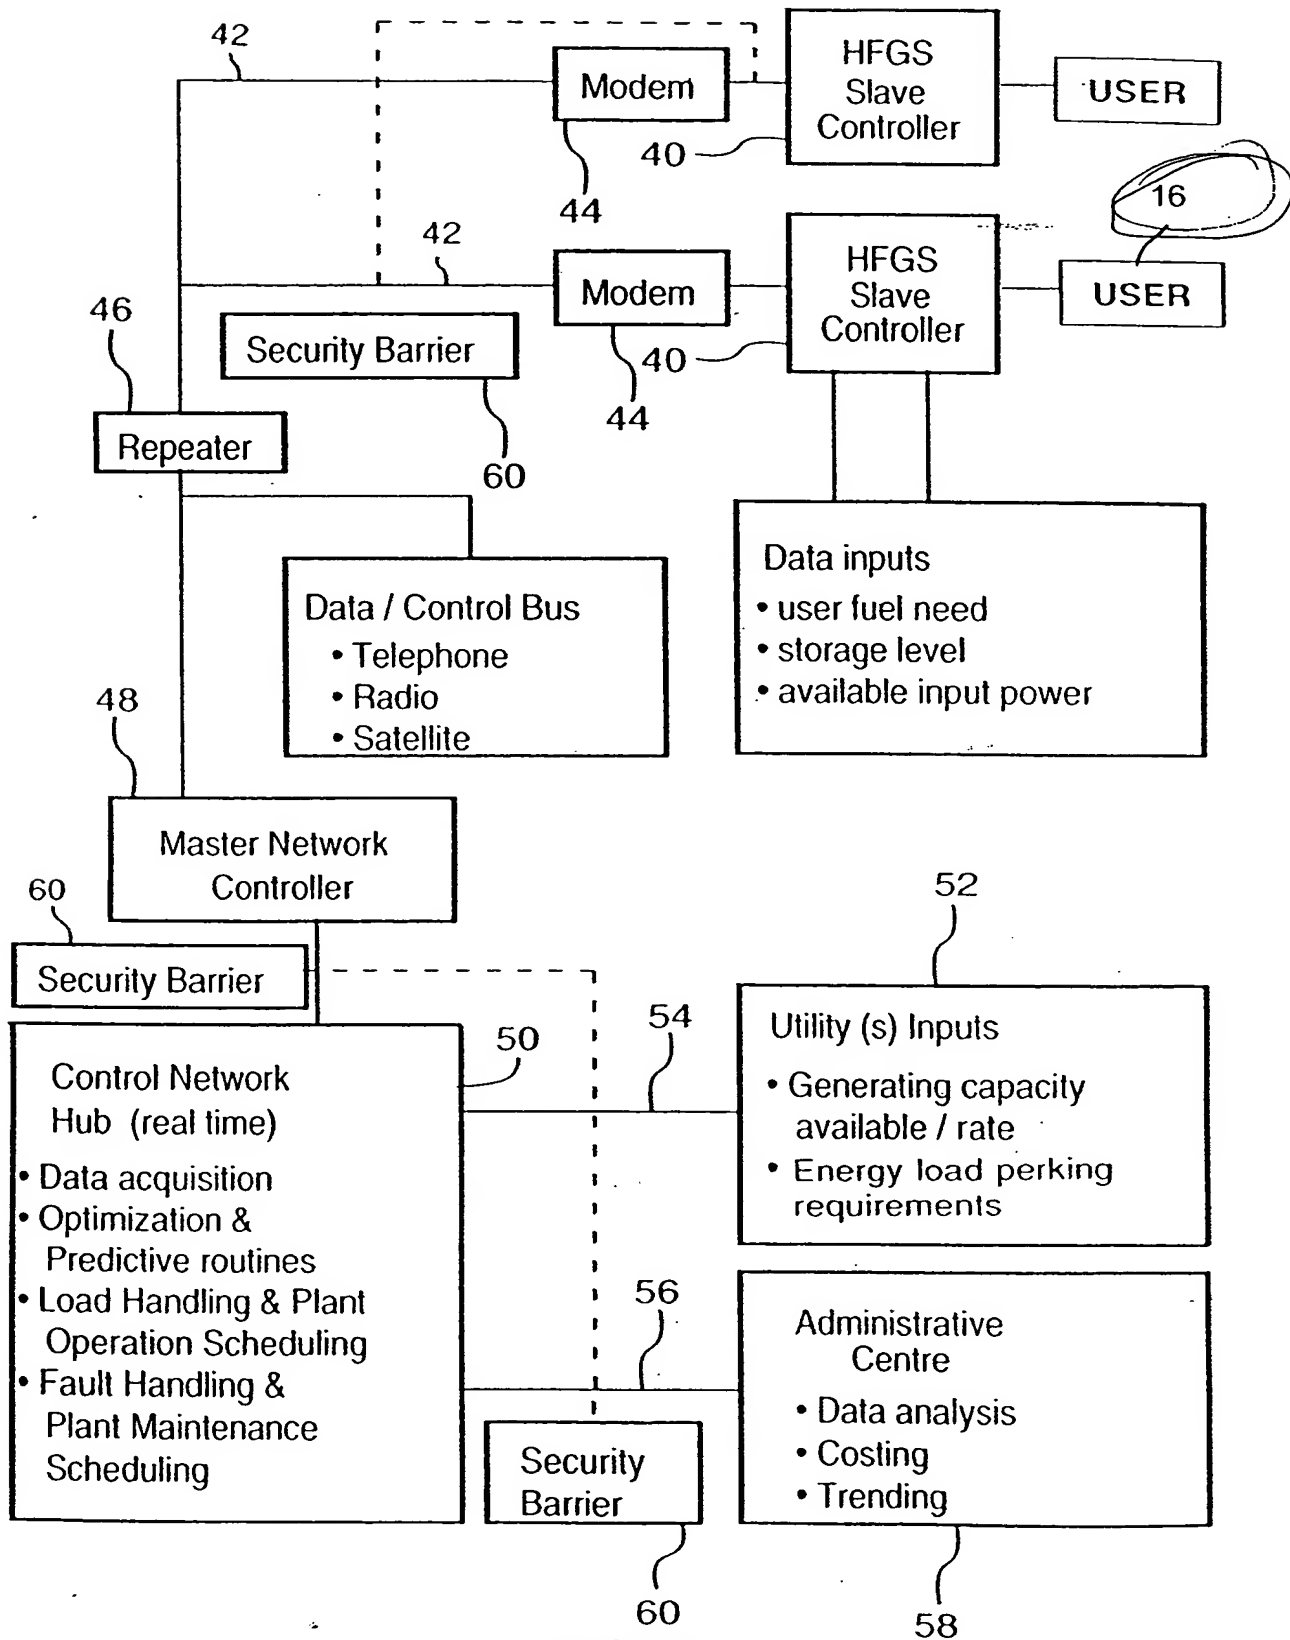 42
Modem
HFGS
Slave
Controller
USER
40
44
16
42
Modem
HFGS
Slave
Controller
USER
46
Security Barrier
40
44
Repeater
60
Data / Control Bus
• Telephone
• Radio
• Satellite
Data inputs
• user fuel need
• storage level
• available input power
48
Master Network
Controller
60
Security Barrier
52
Control Network
Hub (real time)
• Data acquisition
• Optimization &
Predictive routines
• Load Handling & Plant
Operation Scheduling
• Fault Handling &
Plant Maintenance
Scheduling
50
54
Utility (s) Inputs
• Generating capacity
available / rate
• Energy load perking
requirements
56
Administrative
Centre
• Data analysis
• Costing
• Trending
Security
Barrier
60
58